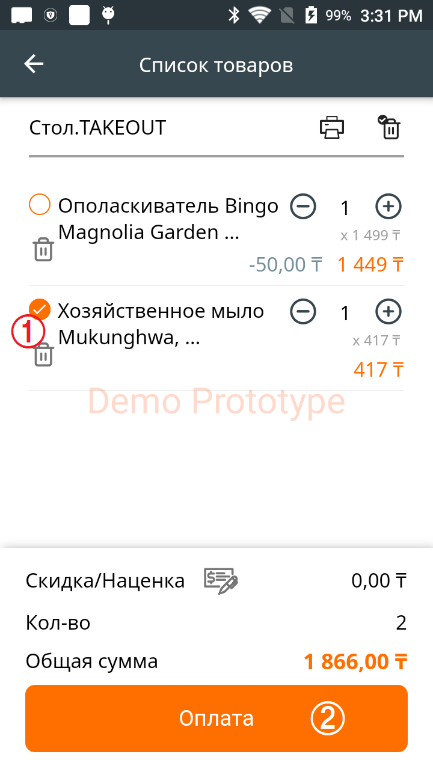 99% 3:31 PM
Список товаров
Стол.TAKEOUT
Ополаскиватель Bingo 1
Magnolia Garden ... x 1 499 ₸
-50,00 ₸ 1 449 ₸
Хозяйственное мыло 1
Mukunghwa, ... x 417 ₸
1
417 ₸
Demo Prototype
Скидка/Наценка 0,00 ₸
Кол-во 2
Общая сумма 1 866,00 ₸
Оплата 2